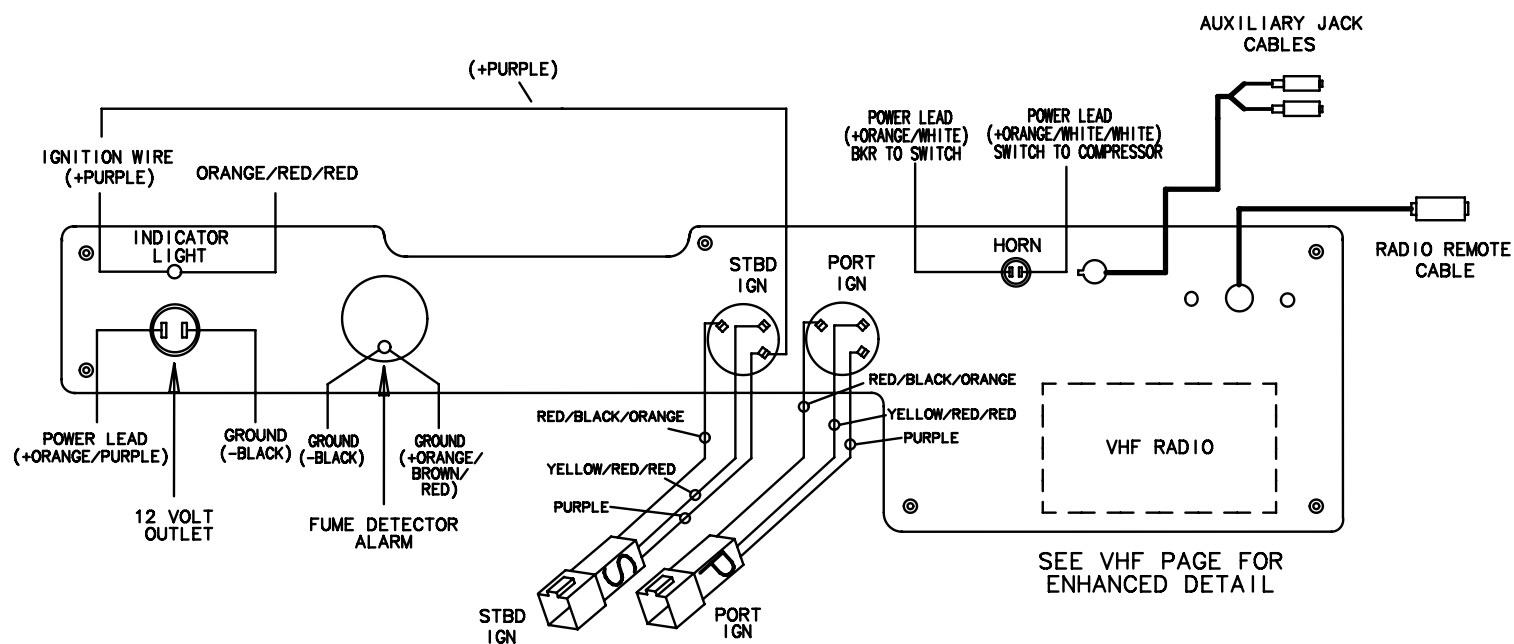 AUXILIARY JACK
CABLES
(+PURPLE)
POWER LEAD
(+ORANGE/WHITE)
BKR TO SWITCH
POWER LEAD
(+ORANGE/WHITE/WHITE)
SWITCH TO COMPRESSOR
IGNITION WIRE
(+PURPLE)
ORANGE/RED/RED
INDICATOR
LIGHT
STBD
IGN
PORT
IGN
HORN
RADIO REMOTE
CABLE
RED/BLACK/ORANGE
YELLOW/RED/RED
PURPLE
RED/BLACK/ORANGE
YELLOW/RED/RED
PURPLE
POWER LEAD
(+ORANGE/PURPLE)
GROUND
(-BLACK)
GROUND
(-BLACK)
GROUND
(+ORANGE/
BROWN/
RED)
VHF RADIO
12 VOLT
OUTLET
FUME DETECTOR
ALARM
S
P
STBD
IGN
PORT
IGN
SEE VHF PAGE FOR
ENHANCED DETAIL